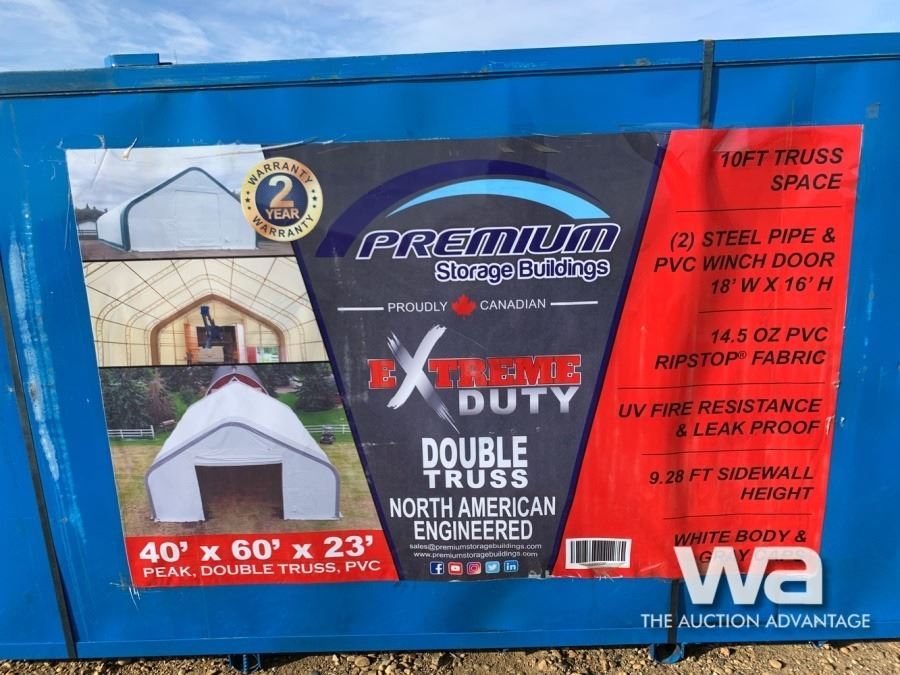 WARRANTY
2
YEAR
WARRANTY
PREMIUM
Storage Buildings
PROUDLY CANADIAN
EXTREME
DUTY
DOUBLE
TRUSS
NORTH AMERICAN
ENGINEERED
sales@premiumstoragebuildings.com
www.premiumstoragebuildings.com
40' x 60' x 23'
PEAK, DOUBLE TRUSS, PVC
10FT TRUSS
SPACE
(2) STEEL PIPE &
PVC WINCH DOOR
18' W X 16' H
14.5 OZ PVC
RIPSTOP® FABRIC
UV FIRE RESISTANCE
& LEAK PROOF
9.28 FT SIDEWALL
HEIGHT
WHITE BODY &
GRAY CAPS
wa
THE AUCTION ADVANTAGE